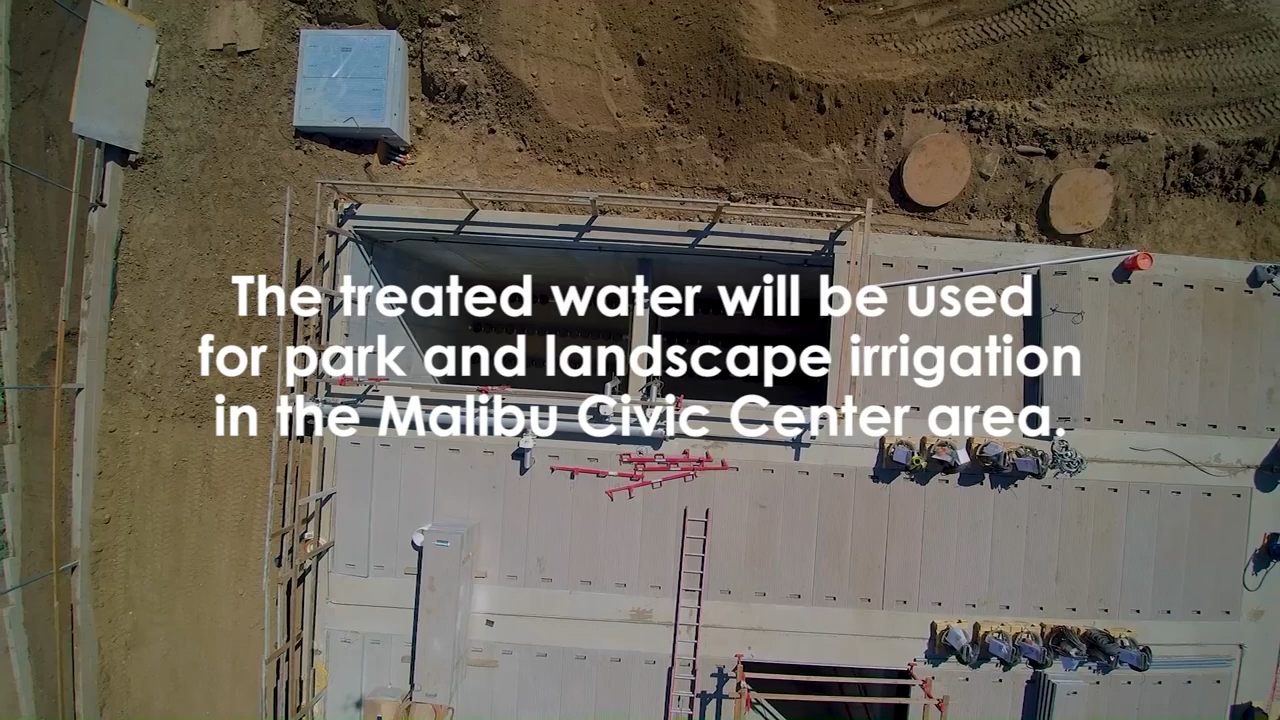 The treated water will be used
for park and landscape irrigation
in the Malibu Civic Center area.